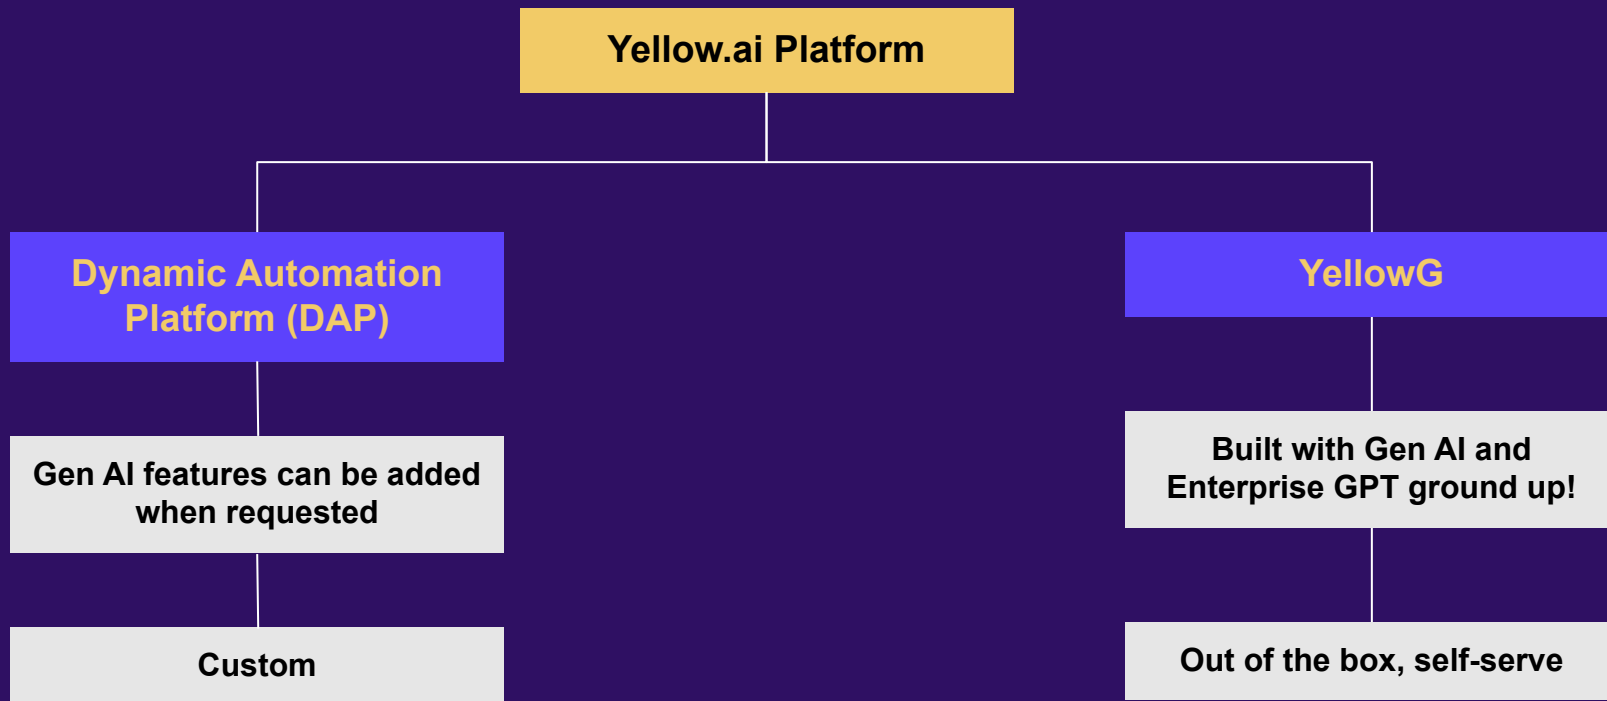 Yellow.ai Platform
Dynamic Automation
Platform (DAP)
Gen AI features can be added
when requested
Custom
YellowG
Built with Gen AI and
Enterprise GPT ground up!
Out of the box, self-serve